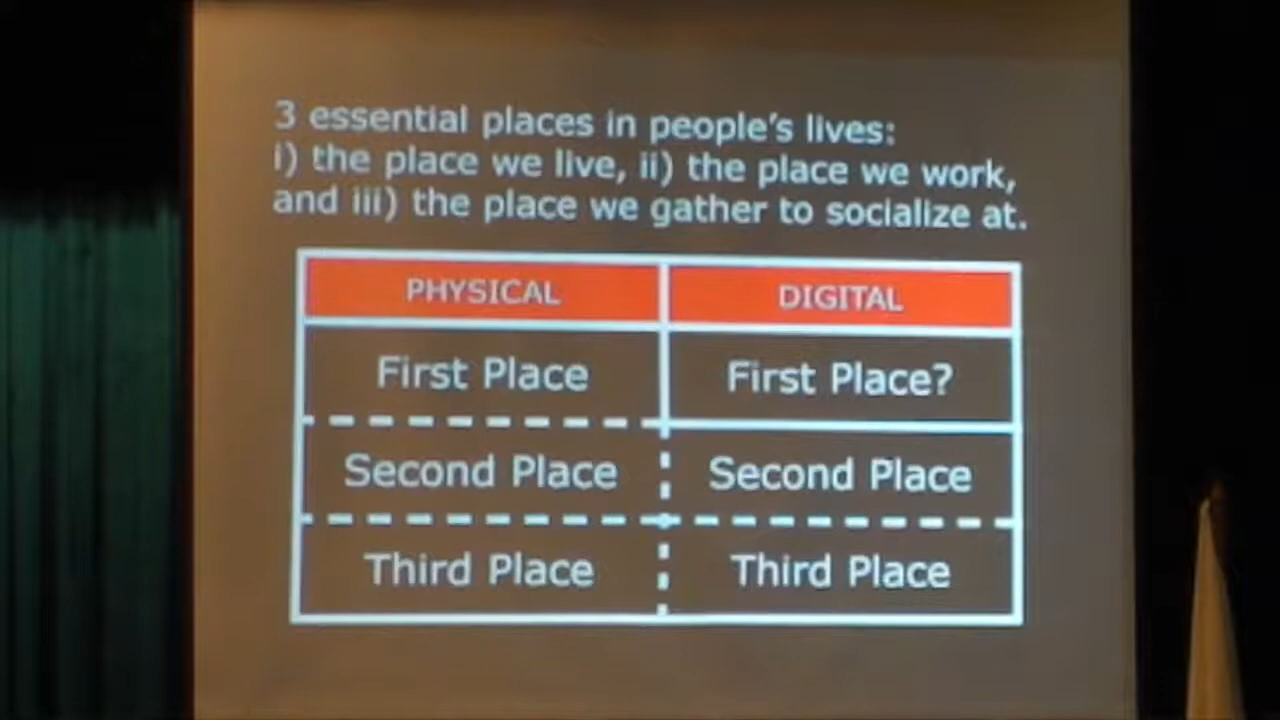 3 essential places in people's lives:
i) the place we live, ii) the place we work,
and iii) the place we gather to socialize at.
PHYSICAL DIGITAL
First Place First Place?
Second Place Second Place
Third Place Third Place